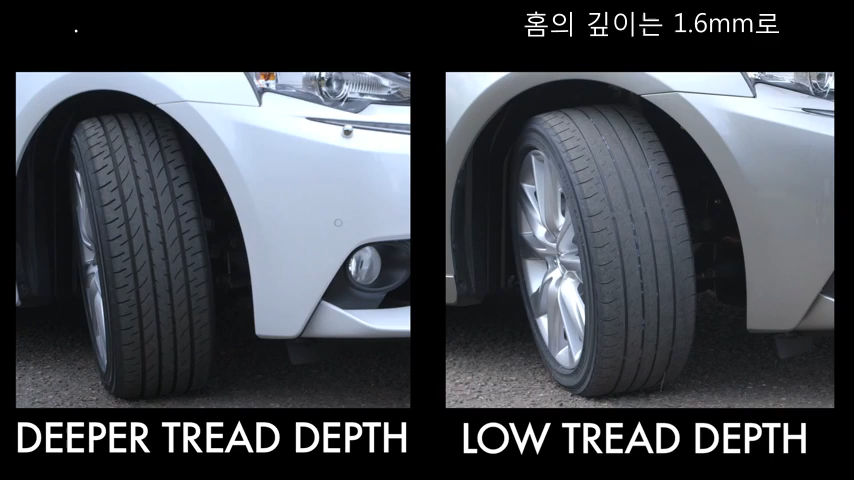 .
홈의 깊이는 1.6mm로
DEEPER TREAD DEPTH
LOW TREAD DEPTH